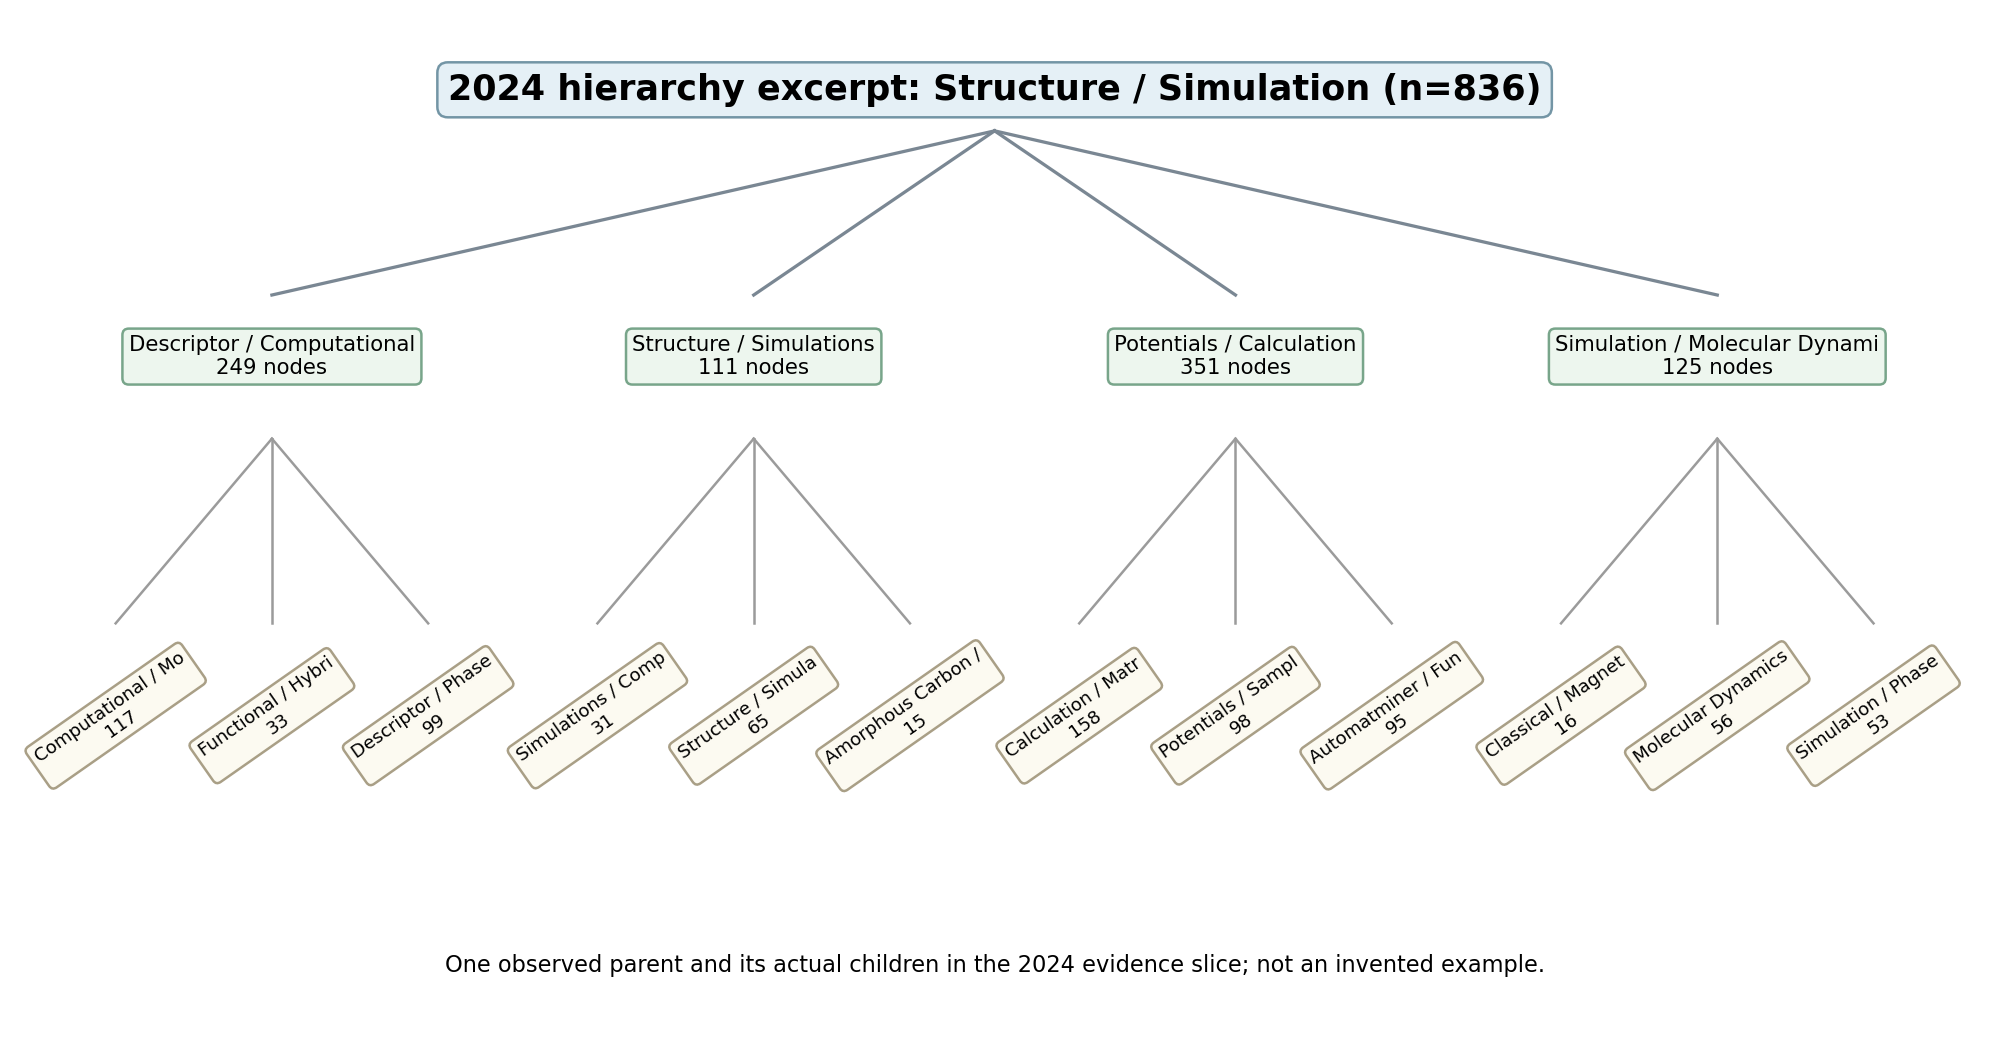 2024 hierarchy excerpt: Structure / Simulation (n=836)
Descriptor / Computational
249 nodes
Structure / Simulations
111 nodes
Potentials / Calculation
351 nodes
Simulation / Molecular Dynami
125 nodes
Computational / Mo
117
Functional / Hybri
33
Descriptor / Phase
99
Simulations / Comp
31
Structure / Simula
65
Amorphous Carbon /
15
Calculation / Matr
158
Potentials / Sampl
98
Automatminer / Fun
95
Classical / Magnet
16
Molecular Dynamics
56
Simulation / Phase
53
One observed parent and its actual children in the 2024 evidence slice; not an invented example.